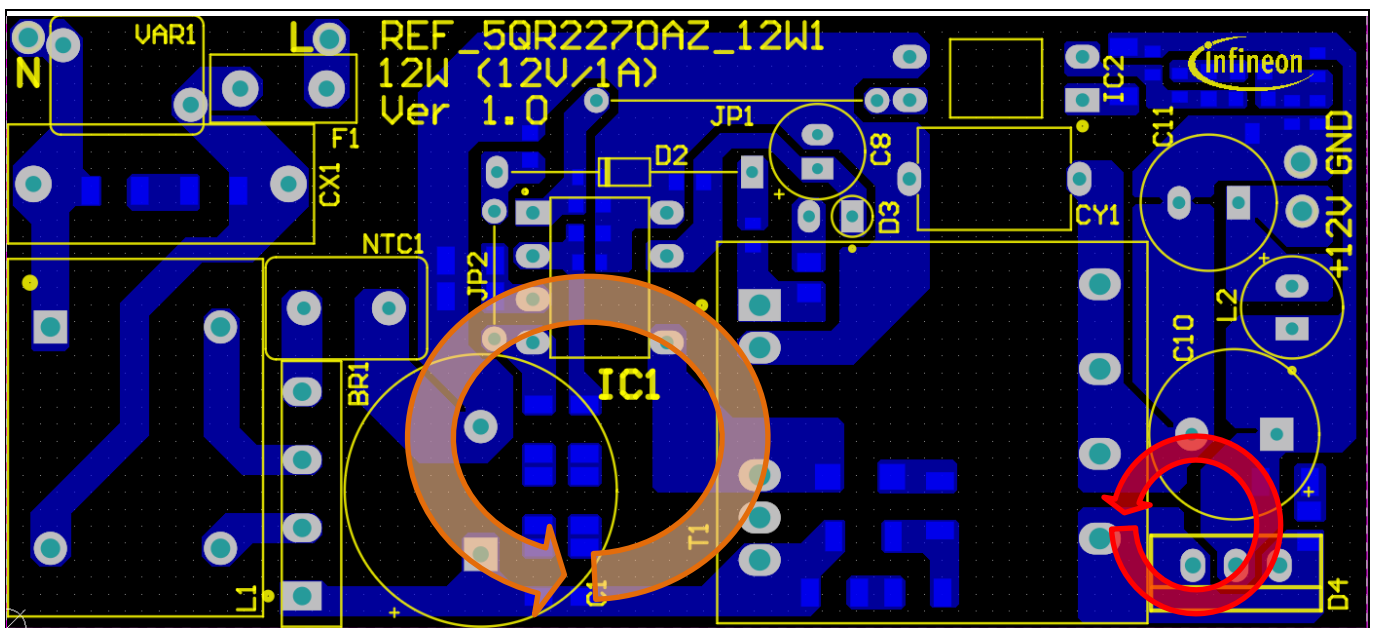 VAR1
L
N
REF_5QR2270AZ_12W1
12W (12V/1A)
Ver 1.0
F1
CX1
NTC1
JP1
D2
C8
D3
IC2
infineon
C11
GND
+12V
CY1
JP2
L2
C10
BR1
IC1
T1
L1
C1
D4